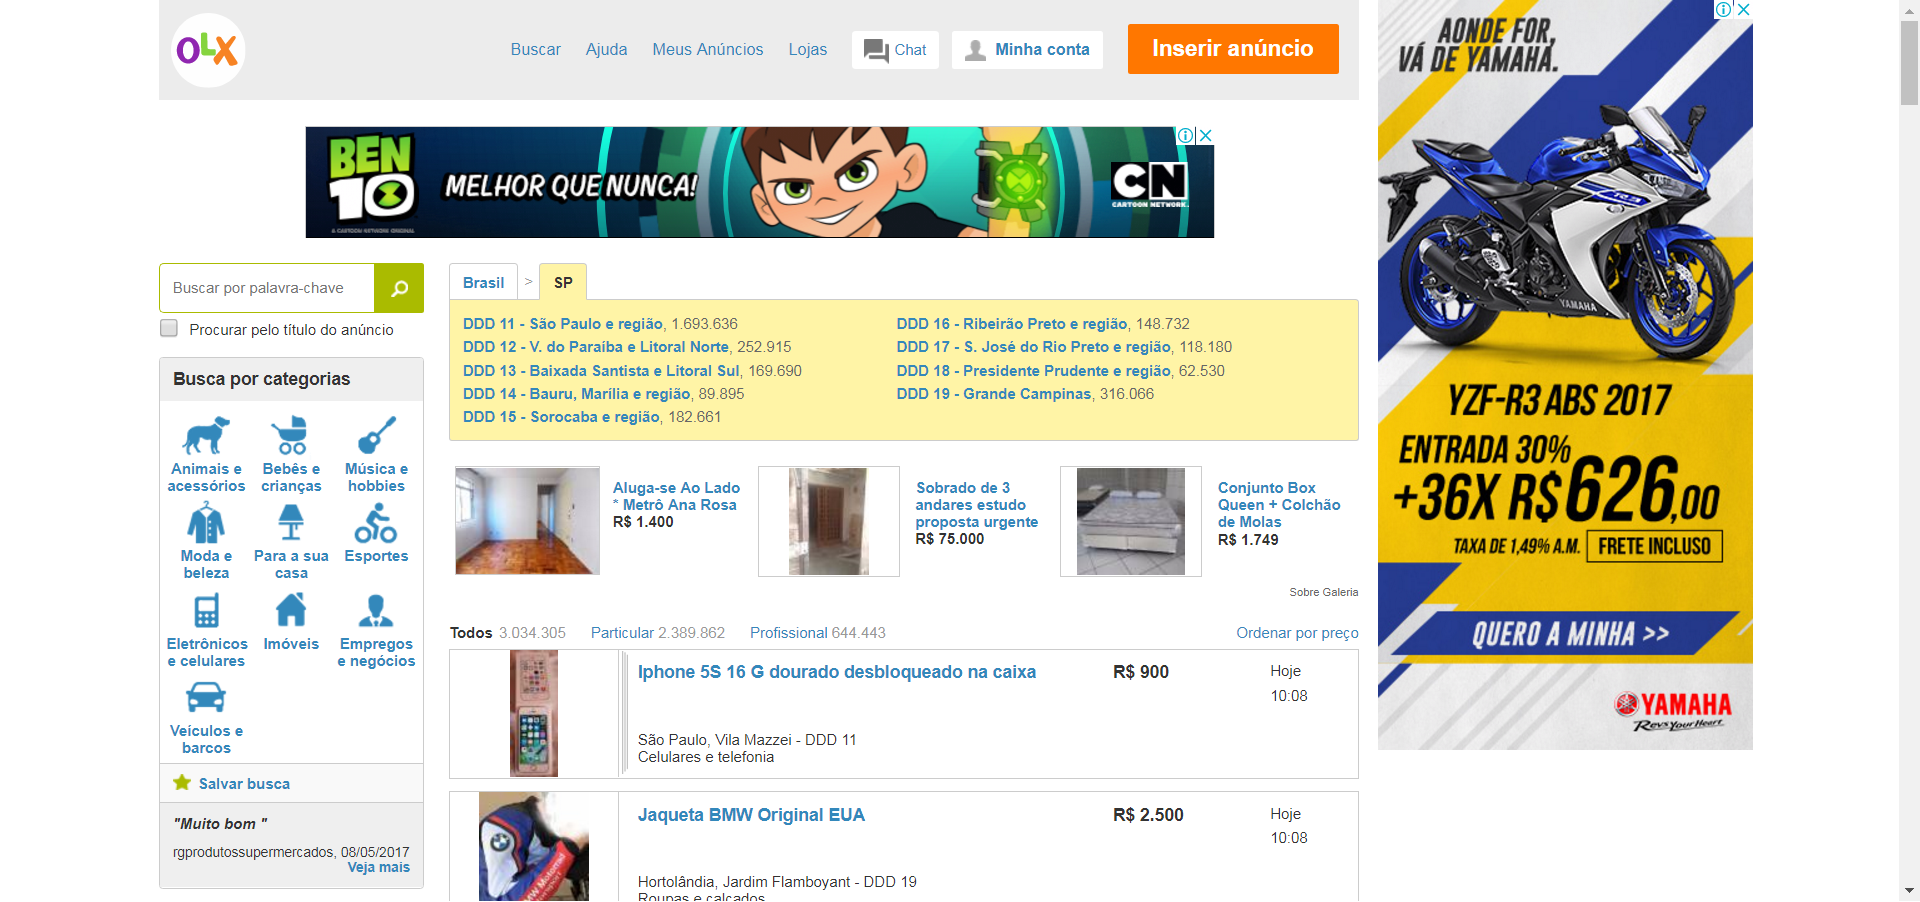 OLX
Buscar
Ajuda
Meus Anúncios
Lojas
Chat
Minha conta
Inserir anúncio
BEN
10
A CARTOON NETWORK ORIGINAL
MELHOR QUE NUNCA!
CN
CARTOON NETWORK.
Buscar por palavra-chave
Procurar pelo título do anúncio
Busca por categorias
Animais e
acessórios
Bebês e
crianças
Música e
hobbies
Moda e
beleza
Para a sua
casa
Esportes
Eletrônicos
e celulares
Imóveis
Empregos
e negócios
Veículos e
barcos
Salvar busca
"Muito bom "
rgprodutossupermercados, 08/05/2017
Veja mais
Brasil > SP
DDD 11 - São Paulo e região, 1.693.636
DDD 12 - V. do Paraíba e Litoral Norte, 252.915
DDD 13 - Baixada Santista e Litoral Sul, 169.690
DDD 14 - Bauru, Marília e região, 89.895
DDD 15 - Sorocaba e região, 182.661
DDD 16 - Ribeirão Preto e região, 148.732
DDD 17 - S. José do Rio Preto e região, 118.180
DDD 18 - Presidente Prudente e região, 62.530
DDD 19 - Grande Campinas, 316.066
Aluga-se Ao Lado
* Metrô Ana Rosa
R$ 1.400
Sobrado de 3
andares estudo
proposta urgente
R$ 75.000
Conjunto Box
Queen + Colchão
de Molas
R$ 1.749
Sobre Galeria
Todos 3.034.305
Particular 2.389.862
Profissional 644.443
Ordenar por preço
Iphone 5S 16 G dourado desbloqueado na caixa
R$ 900
Hoje
10:08
São Paulo, Vila Mazzei - DDD 11
Celulares e telefonia
Jaqueta BMW Original EUA
R$ 2.500
Hoje
10:08
Hortolândia, Jardim Flamboyant - DDD 19
Roupas e calçados
AONDE FOR,
VÁ DE YAMAHA.
YAMAHA
YZF-R3 ABS 2017
ENTRADA 30%
+36X R$ 626,00
TAXA DE 1,49% A.M. FRETE INCLUSO
QUERO A MINHA >>
YAMAHA
Revs Your Heart